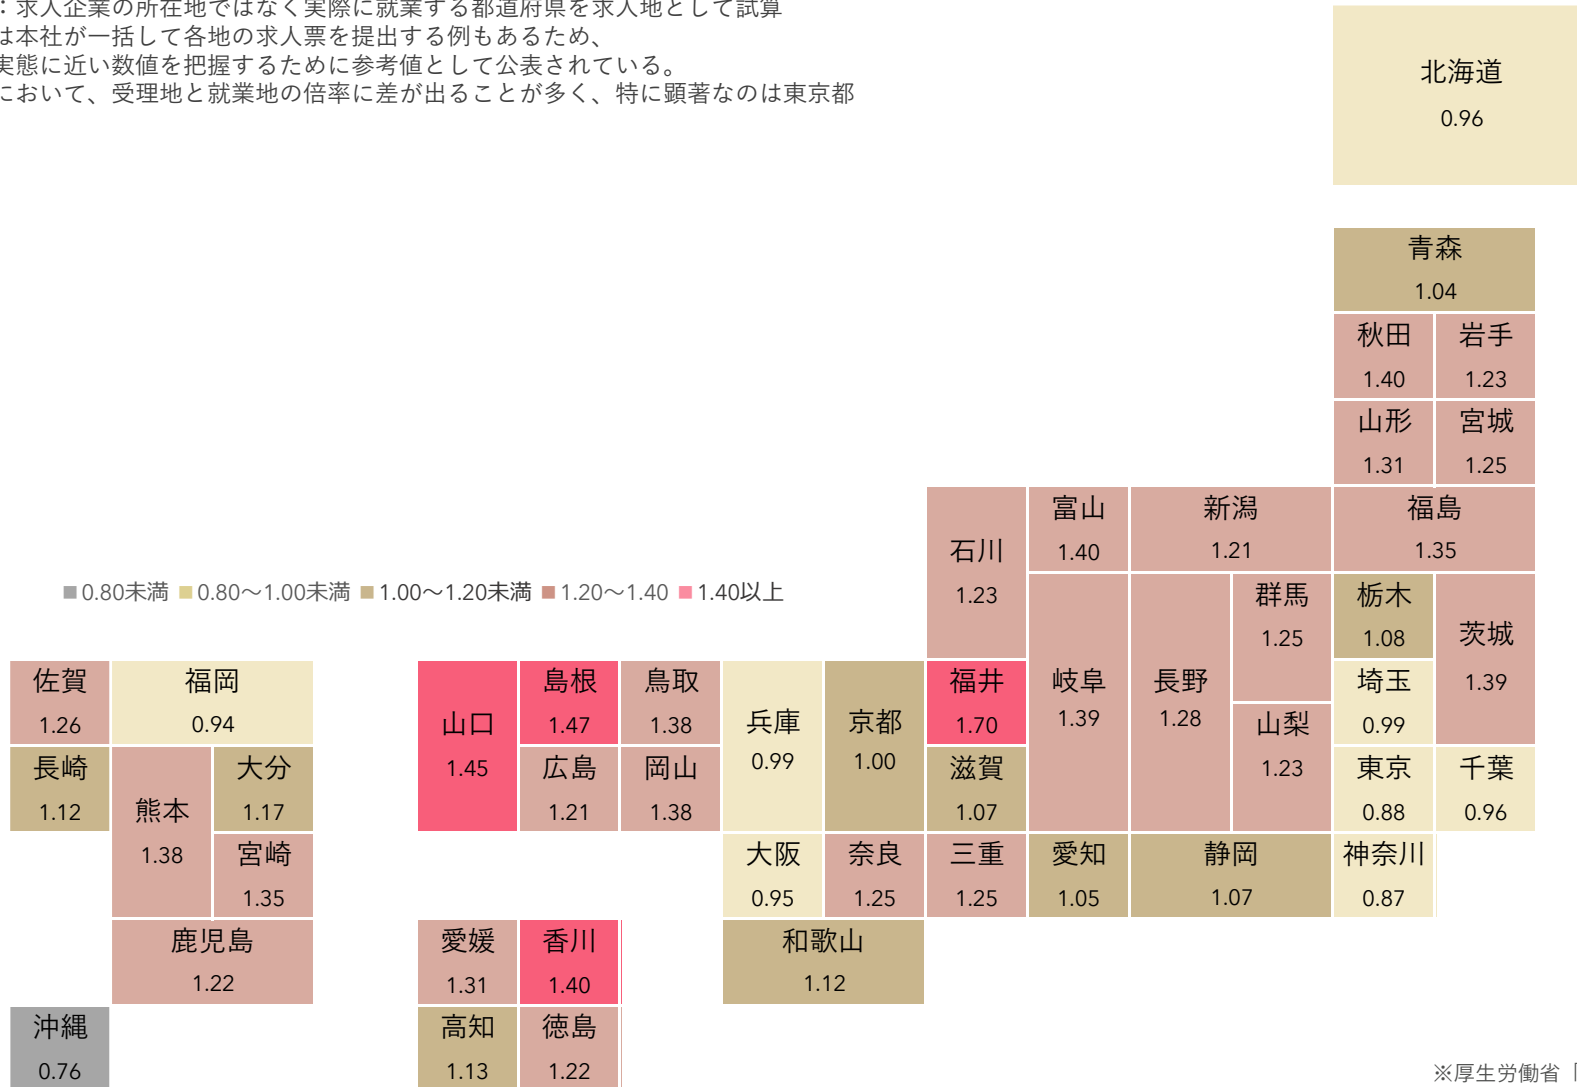 ：求人企業の所在地ではなく実際に就業する都道府県を求人地として試算
は本社が一括して各地の求人票を提出する例もあるため、
実態に近い数値を把握するために参考値として公表されている。
において、受理地と就業地の倍率に差が出ることが多く、特に顕著なのは東京都
北海道
0.96
青森
1.04
秋田 岩手
1.40 1.23
山形 宮城
1.31 1.25
富山 新潟 福島
1.40 1.21 1.35
石川
1.23
■0.80未満 ■0.80～1.00未満 ■1.00～1.20未満 ■1.20～1.40 ■1.40以上
群馬 栃木
1.25 1.08
茨城
1.39
佐賀 福岡
1.26 0.94
山口
1.45
島根 鳥取
1.47 1.38
兵庫 京都
0.99 1.00
福井
1.70
岐阜 長野
1.39 1.28
埼玉
0.99
山梨
1.23
長崎
1.12
熊本
1.38
大分
1.17
広島 岡山
1.21 1.38
滋賀
1.07
東京 千葉
0.88 0.96
宮崎
1.35
大阪 奈良 三重 愛知 静岡 神奈川
0.95 1.25 1.25 1.05 1.07 0.87
鹿児島
1.22
愛媛 香川
1.31 1.40
和歌山
1.12
沖縄
0.76
高知 徳島
1.13 1.22
※厚生労働省「